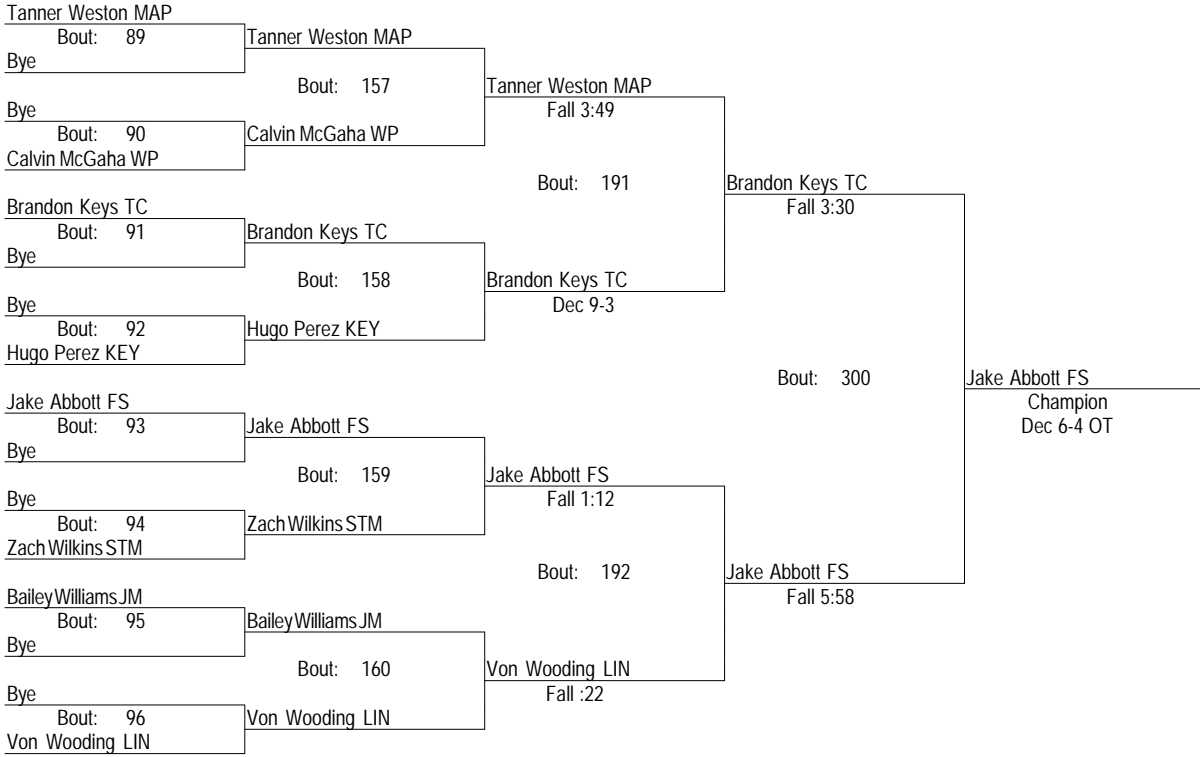 Tanner Weston MAP
Bout: 89
Tanner Weston MAP
Bye
Bout: 157
Tanner Weston MAP
Fall 3:49
Bye
Bout: 90
Calvin McGaha WP
Calvin McGaha WP
Bout: 191
Brandon Keys TC
Fall 3:30
Brandon Keys TC
Bout: 91
Brandon Keys TC
Bye
Bout: 158
Brandon Keys TC
Dec 9-3
Bye
Bout: 92
Hugo Perez KEY
Hugo Perez KEY
Bout: 300
Jake Abbott FS
Champion
Dec 6-4 OT
Jake Abbott FS
Bout: 93
Jake Abbott FS
Bye
Bout: 159
Jake Abbott FS
Fall 1:12
Bye
Bout: 94
Zach Wilkins STM
Zach Wilkins STM
Bout: 192
Jake Abbott FS
Fall 5:58
Bailey Williams JM
Bout: 95
Bailey Williams JM
Bye
Bout: 160
Von Wooding LIN
Fall :22
Bye
Bout: 96
Von Wooding LIN
Von Wooding LIN